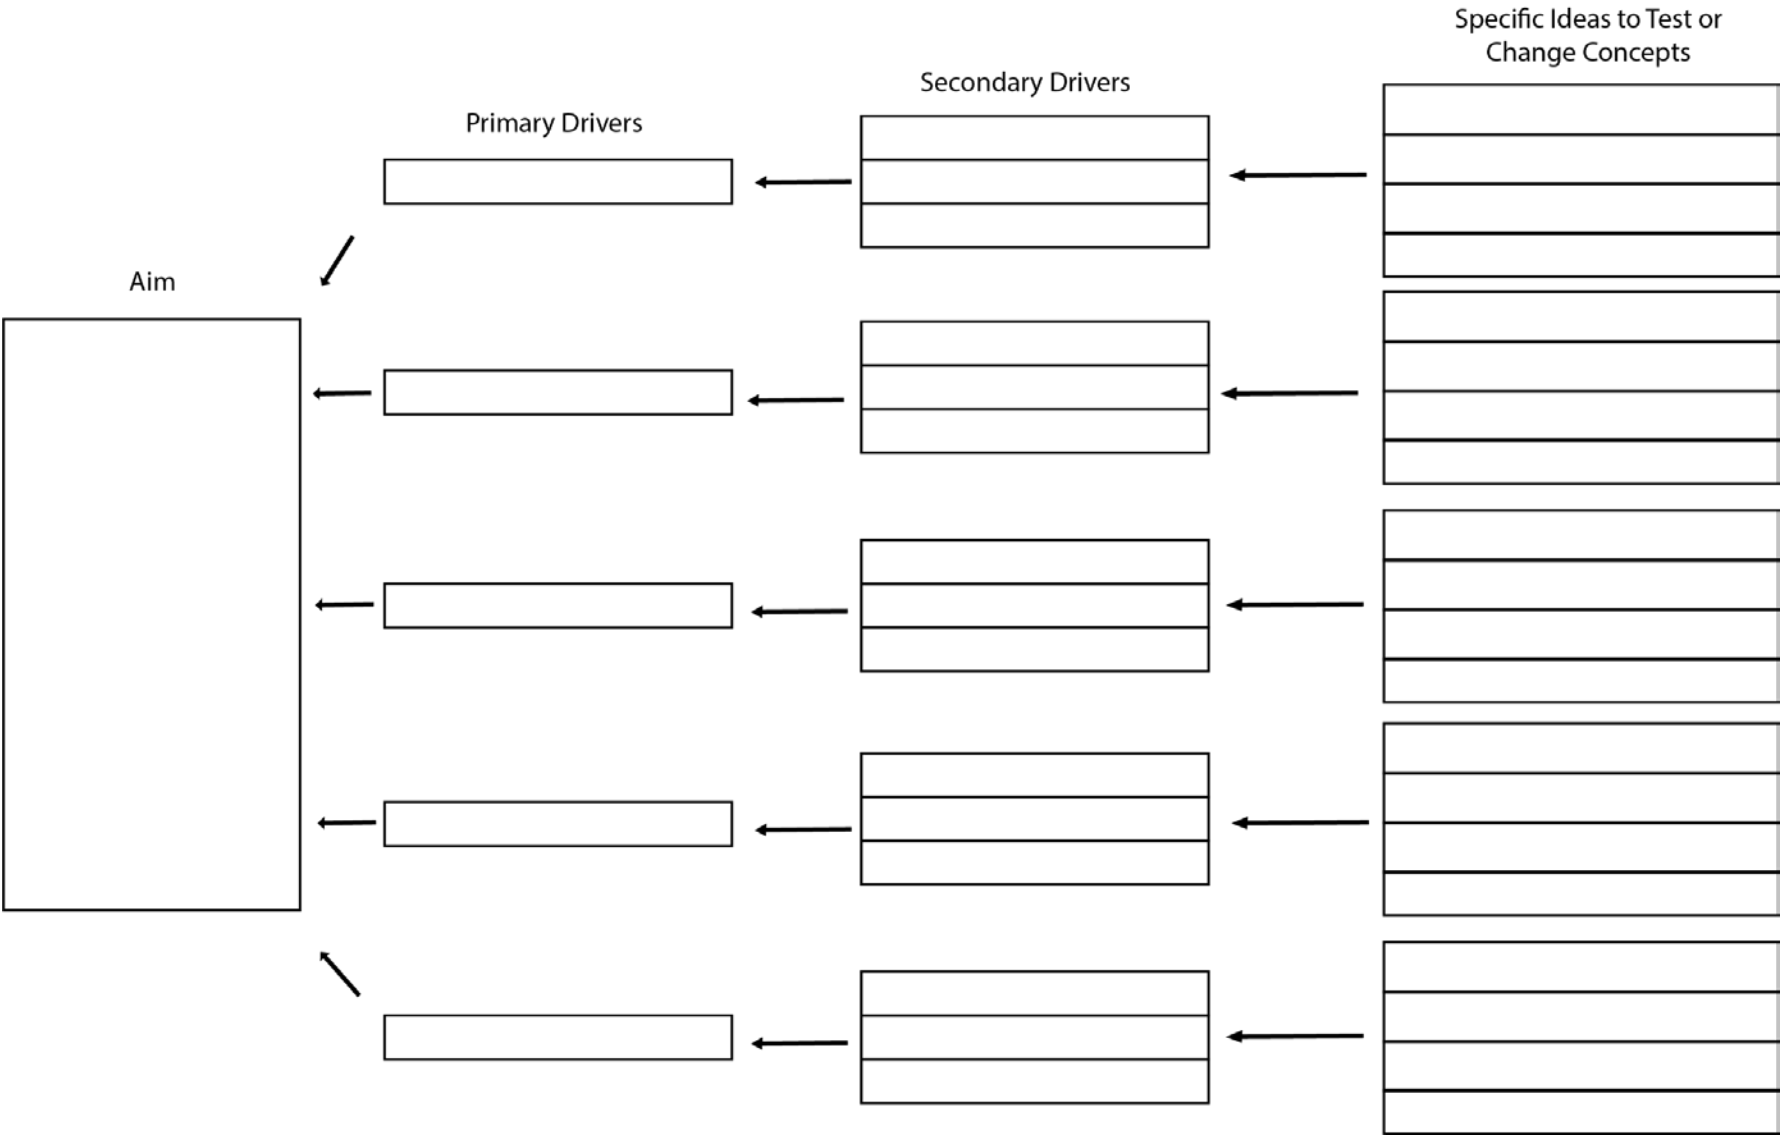 Specific Ideas to Test or
Change Concepts
Secondary Drivers
Primary Drivers
Aim